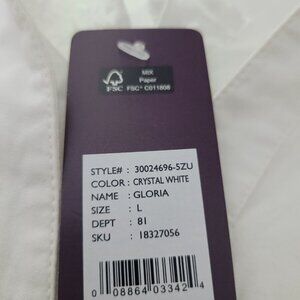 MIX
Paper
FSC
FSC® C011808
STYLE# : 30024696-5ZU
COLOR : CRYSTAL WHITE
NAME : GLORIA
SIZE : L
DEPT : 81
SKU : 18327056
0 08864 03342 4